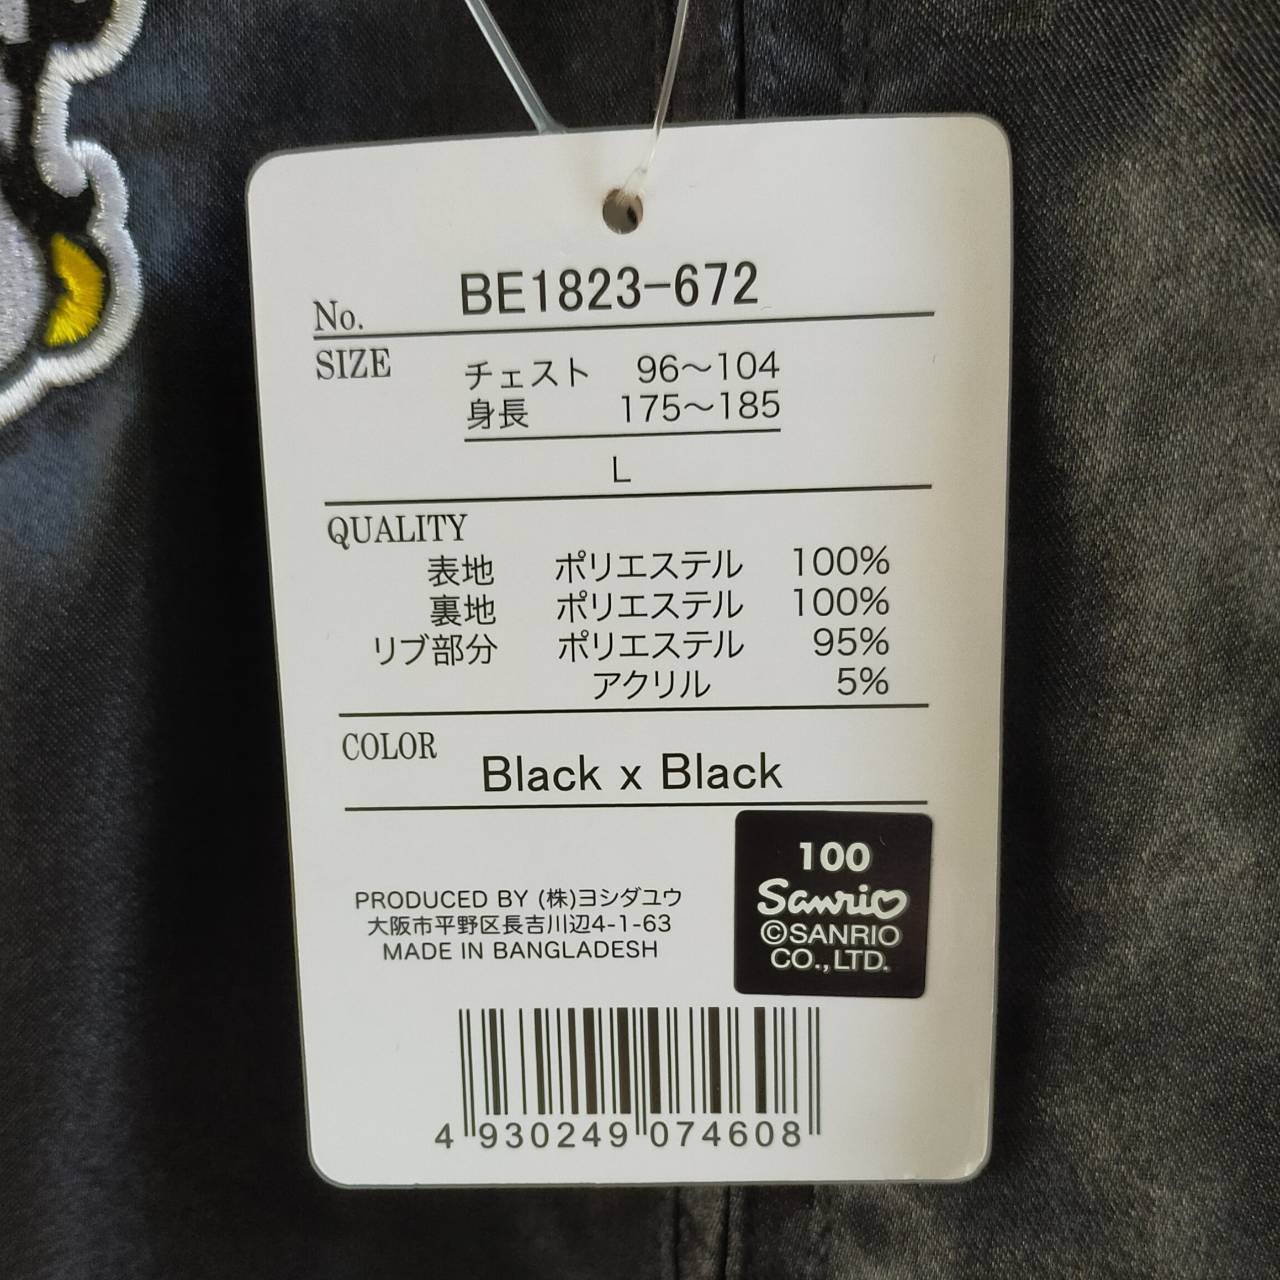 No. BE1823-672
SIZE チェスト 96～104
身長 175～185
L
QUALITY
表地 ポリエステル 100%
裏地 ポリエステル 100%
リブ部分 ポリエステル 95%
アクリル 5%
COLOR Black x Black
PRODUCED BY (株)ヨシダユウ
大阪市平野区長吉川辺4-1-63
MADE IN BANGLADESH
100
Sanrio
©SANRIO
CO.,LTD.
4 930249 074608